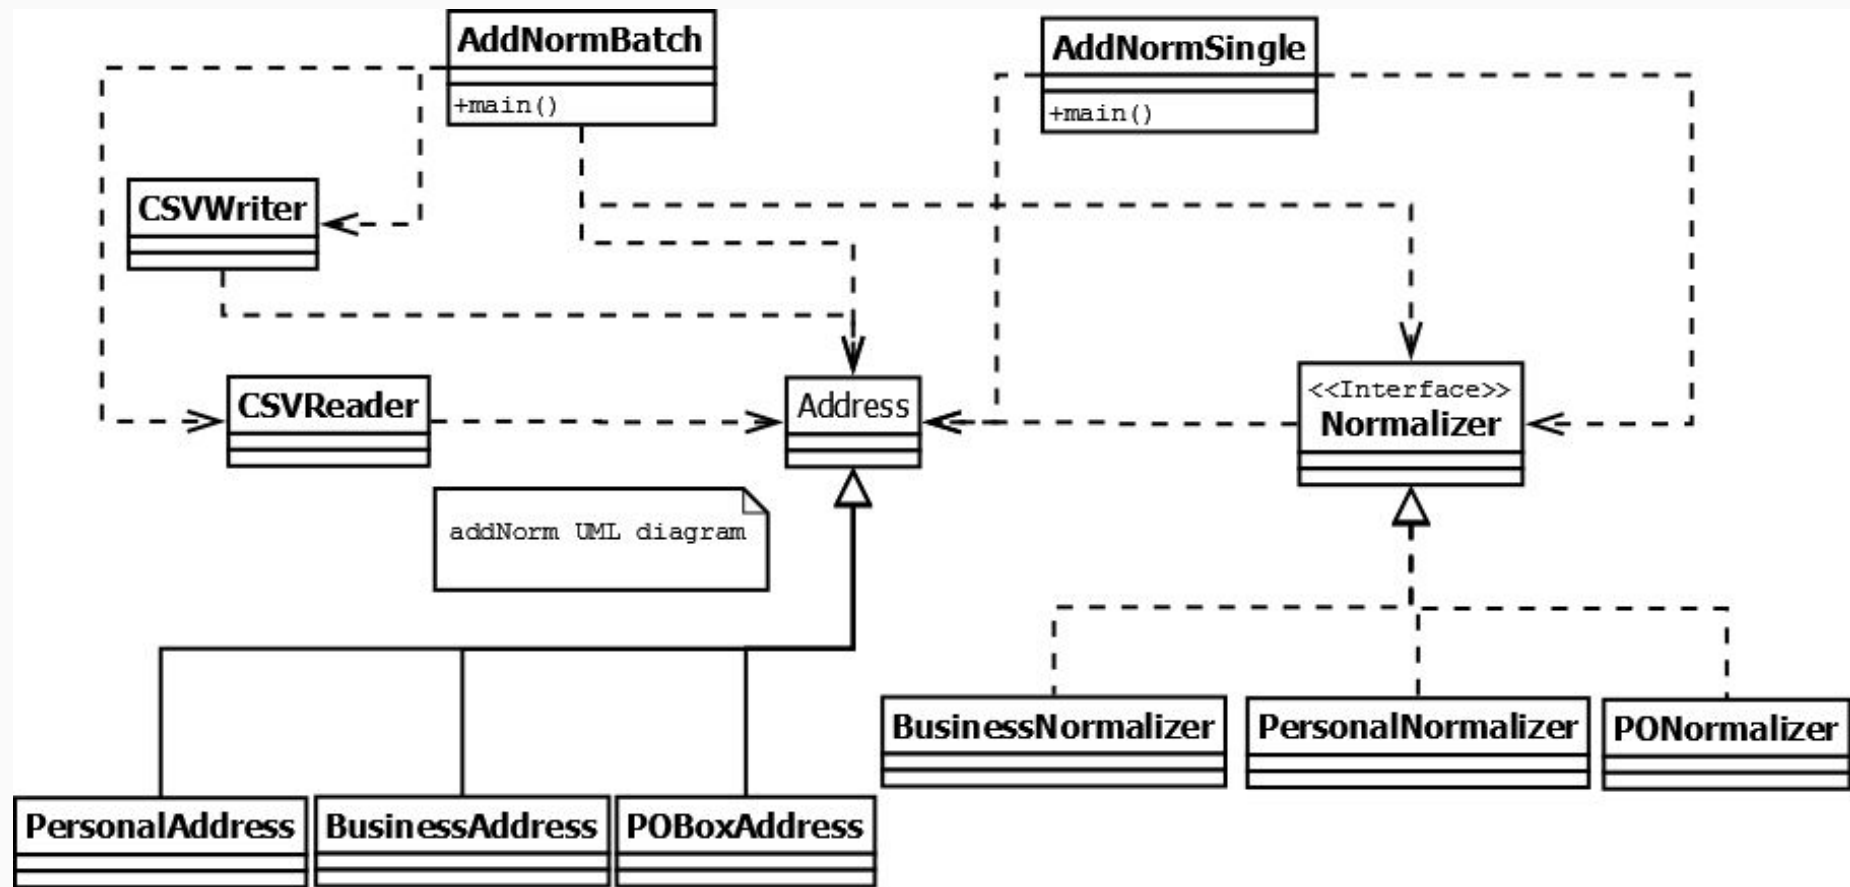 AddNormBatch
+main()
AddNormSingle
+main()
CSVWriter
CSVReader
Address
<<Interface>>
Normalizer
addNorm UML diagram
BusinessNormalizer
PersonalNormalizer
PONormalizer
PersonalAddress
BusinessAddress
POBoxAddress